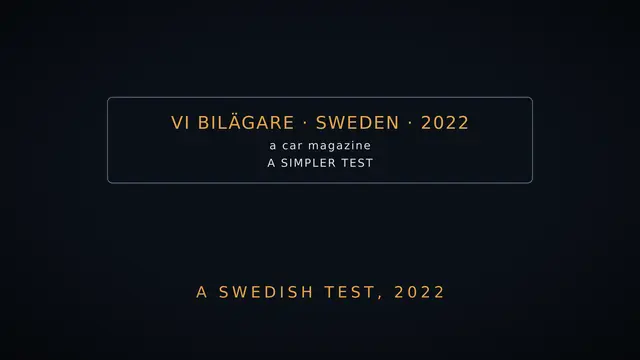 VI BILÄGARE · SWEDEN · 2022
a car magazine
A SIMPLER TEST
A SWEDISH TEST, 2022